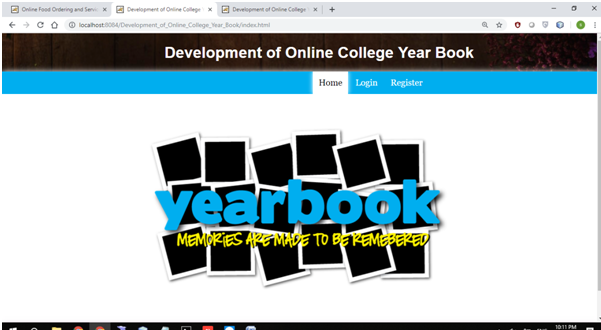 Online Food Ordering and Servi
Development of Online College
Development of Online College
localhost:8084/Development_of_Online_College_Year_Book/index.html
Development of Online College Year Book
Home Login Register
yearbook
MEMORIES ARE MADE TO BE REMEBERED
10:11 PM